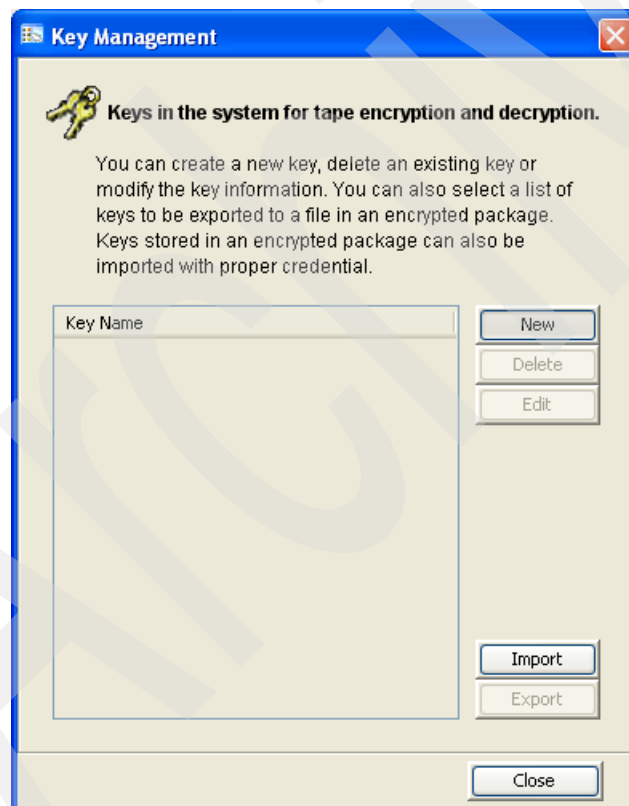 Key Management
Keys in the system for tape encryption and decryption.
You can create a new key, delete an existing key or
modify the key information. You can also select a list of
keys to be exported to a file in an encrypted package.
Keys stored in an encrypted package can also be
imported with proper credential.
Key Name
New
Delete
Edit
Import
Export
Close